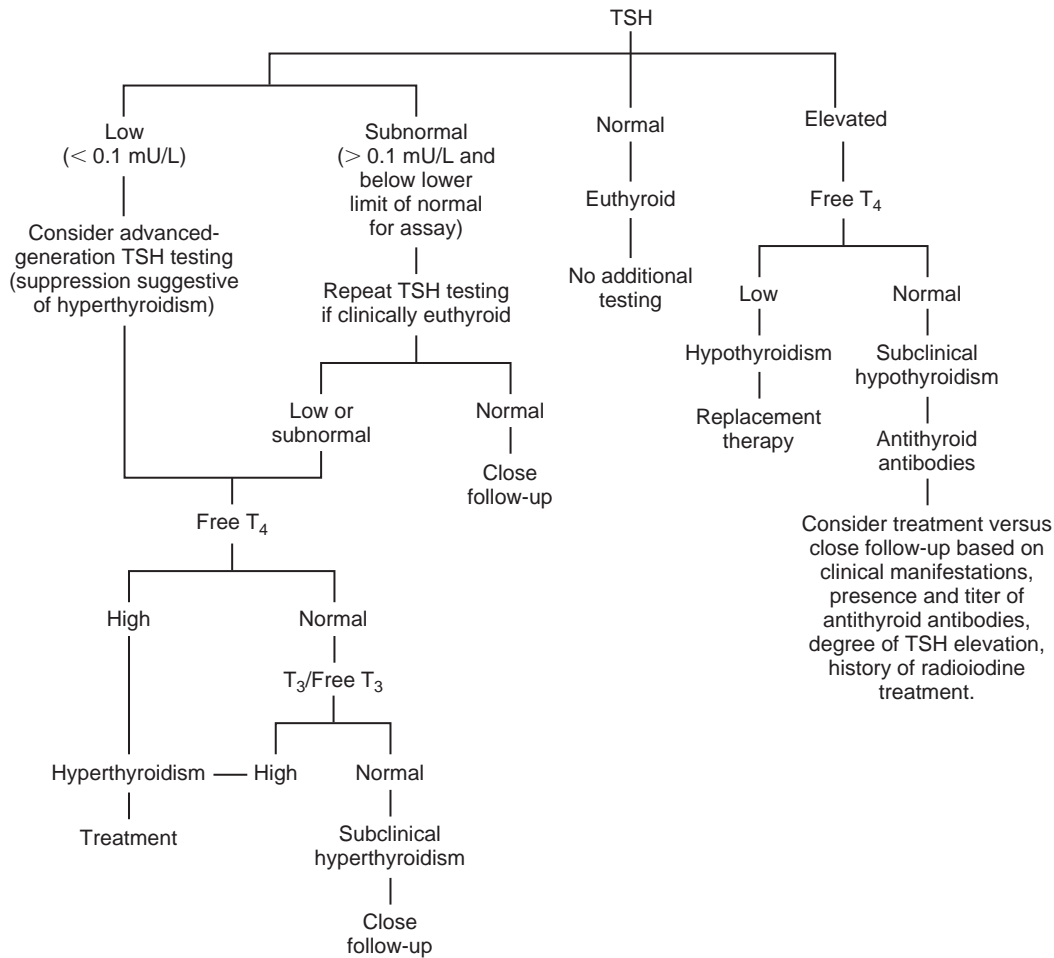 TSH
Low
(< 0.1 mU/L)
Subnormal
(> 0.1 mU/L and
below lower
limit of normal
for assay)
Normal
Elevated
Consider advanced-
generation TSH testing
(suppression suggestive
of hyperthyroidism)
Repeat TSH testing
if clinically euthyroid
Euthyroid
No additional
testing
Free T4
Low
Normal
Hypothyroidism
Subclinical
hypothyroidism
Replacement
therapy
Antithyroid
antibodies
Consider treatment versus
close follow-up based on
clinical manifestations,
presence and titer of
antithyroid antibodies,
degree of TSH elevation,
history of radioiodine
treatment.
Low or
subnormal
Normal
Close
follow-up
Free T4
High
Normal
T3/Free T3
Hyperthyroidism
High
Normal
Treatment
Subclinical
hyperthyroidism
Close
follow-up